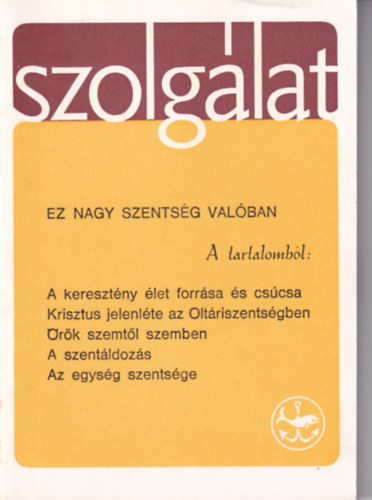 szolgálat
EZ NAGY SZENTSÉG VALÓBAN
A tartalomból:
A keresztény élet forrása és csúcsa
Krisztus jelenléte az Oltáriszentségben
Örök szemtől szemben
A szentáldozás
Az egység szentsége